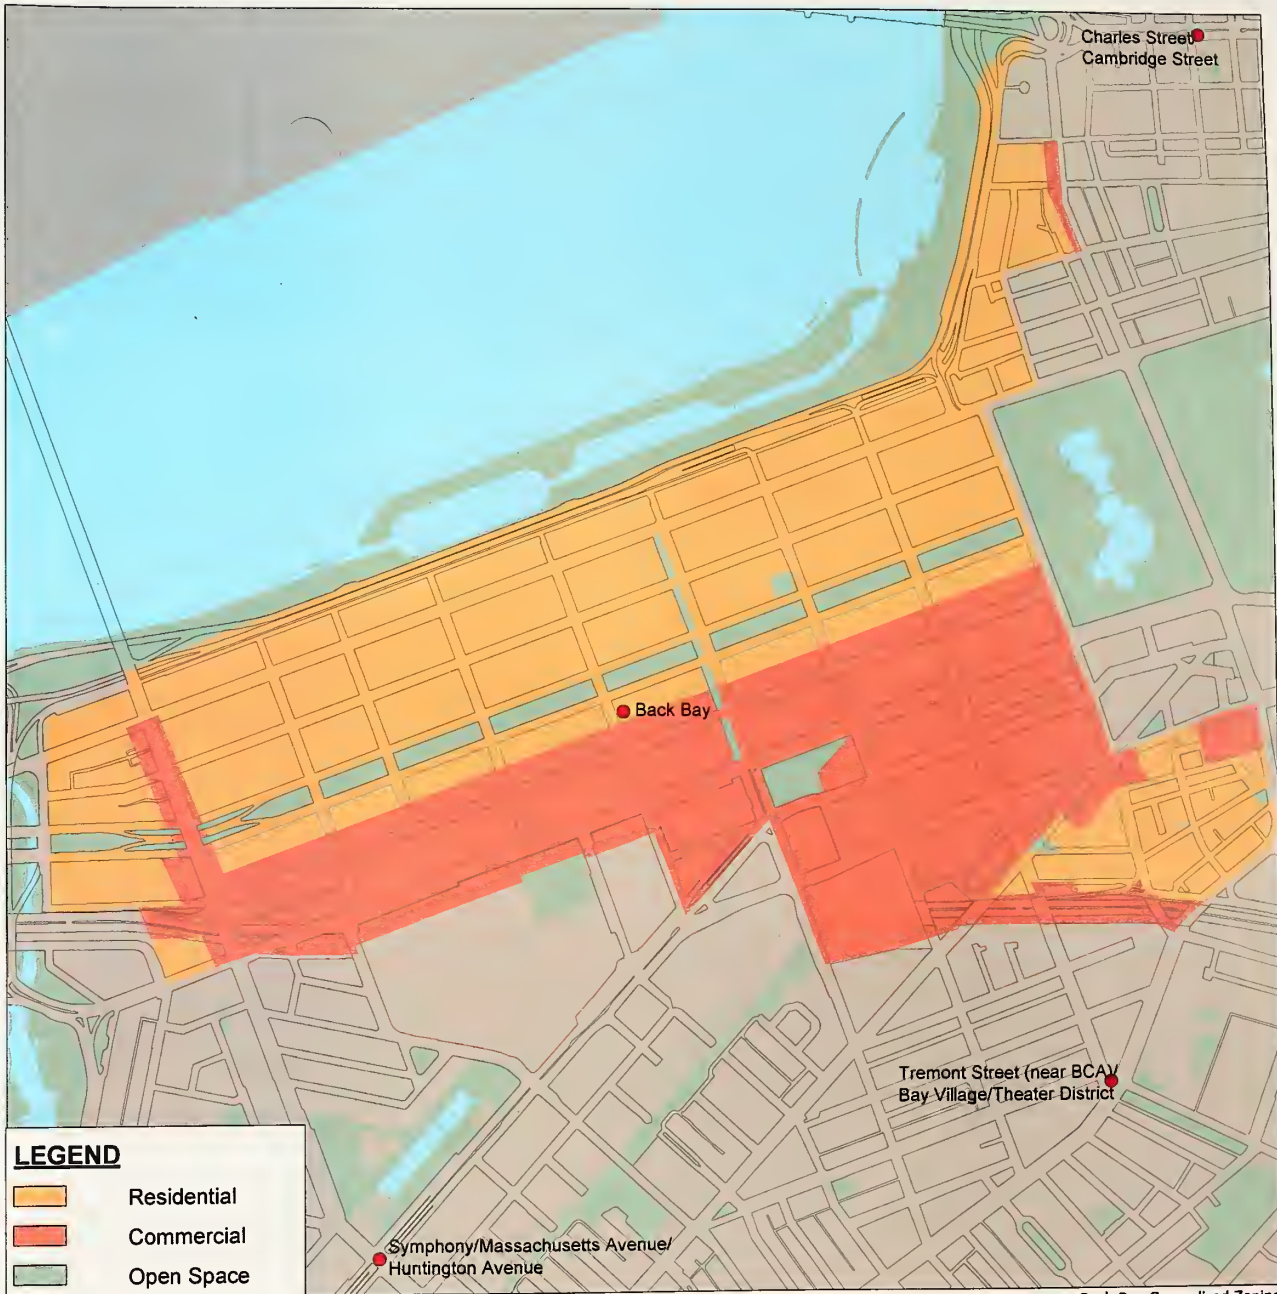 Charles Street
Cambridge Street
Back Bay
Tremont Street (near BCA)/
Bay Village/Theater District
Symphony/Massachusetts Avenue/
Huntington Avenue
LEGEND
Residential
Commercial
Open Space